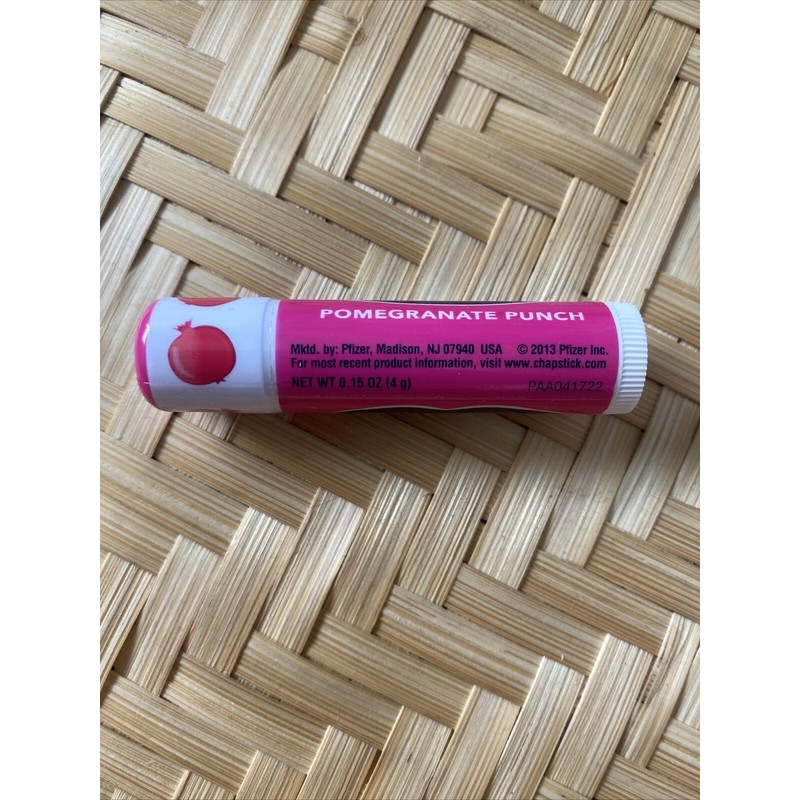 POMEGRANATE PUNCH
Mktd. by: Pfizer, Madison, NJ 07940 USA © 2013 Pfizer Inc.
For most recent product information, visit www.chapstick.com
NET WT 0.15 OZ (4 g) PAA041722